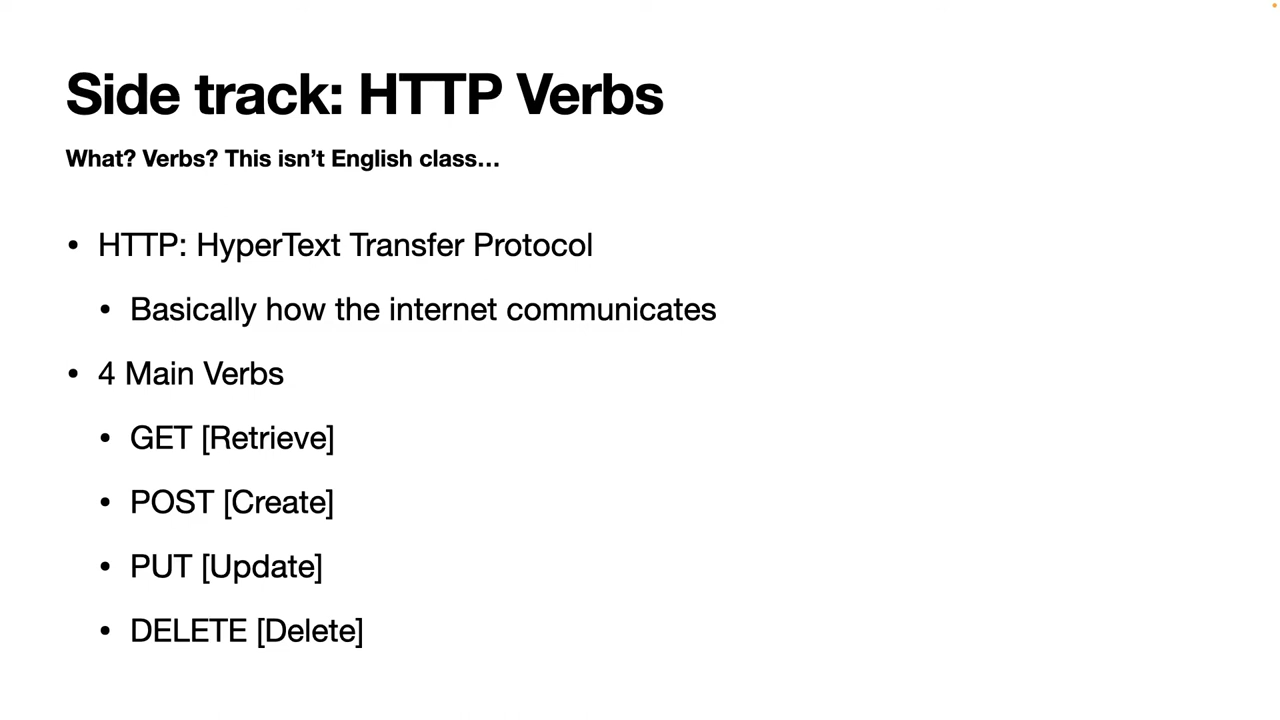 Side track: HTTP Verbs
What? Verbs? This isn’t English class…
• HTTP: HyperText Transfer Protocol
• Basically how the internet communicates
• 4 Main Verbs
• GET [Retrieve]
• POST [Create]
• PUT [Update]
• DELETE [Delete]